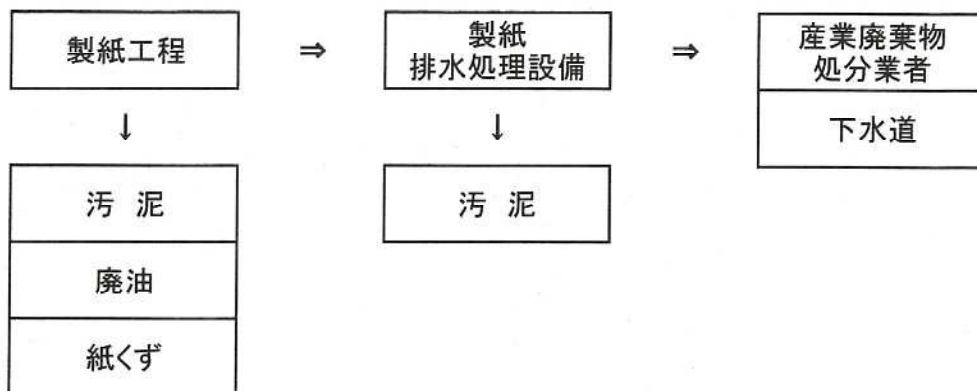 製紙工程
⇒
製紙
排水処理設備
⇒
産業廃棄物
処分業者
下水道
↓
↓
汚 泥
廃油
紙くず
汚 泥